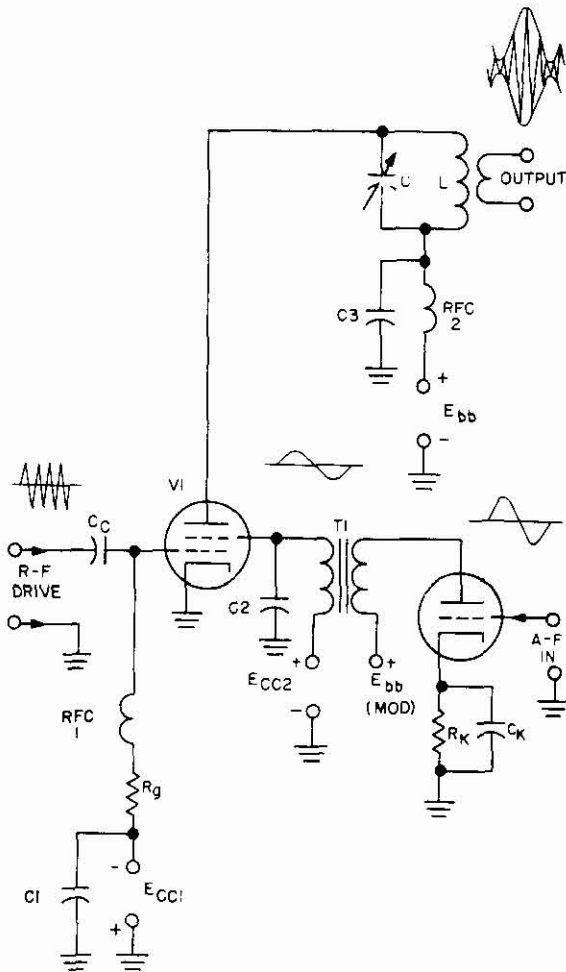 C
L
OUTPUT
C3
RFC
2
+
Ebb
-
V1
CC
R-F
DRIVE
T1
C2
A-F
IN
+
ECC2
-
+
Ebb
(MOD)
RK
CK
RFC
1
Rg
C1
-
ECC1
+